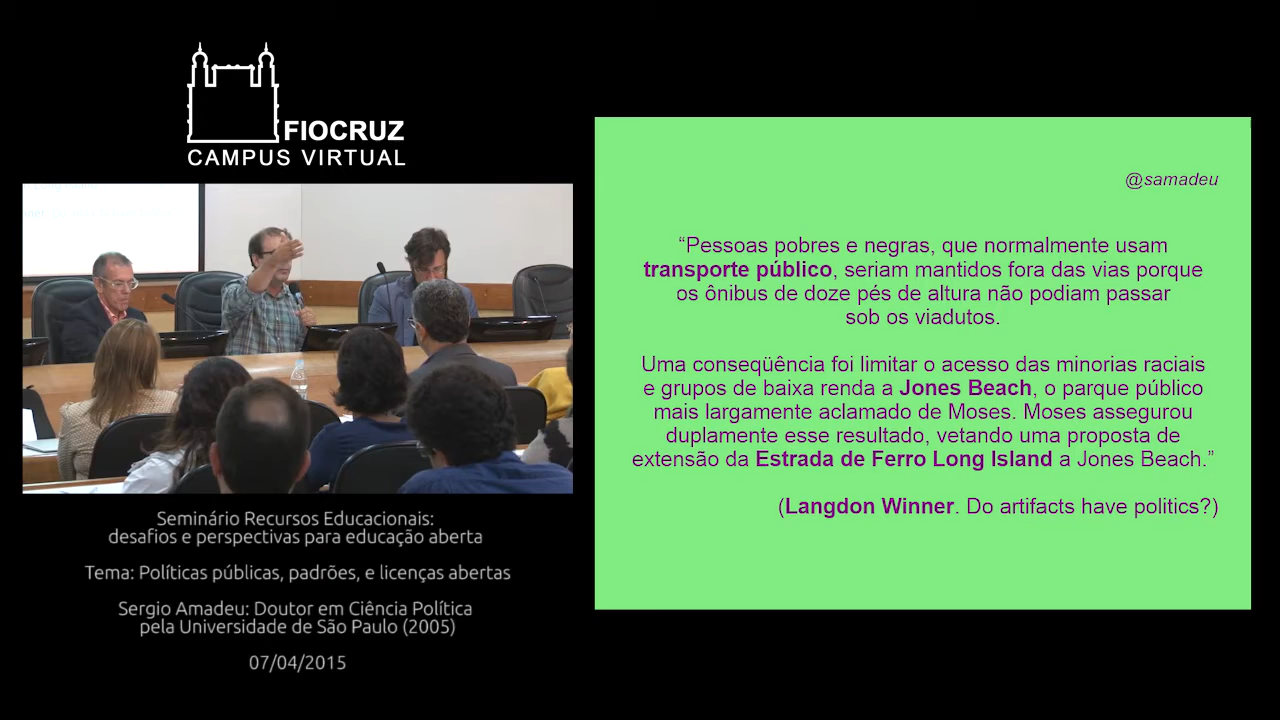 FIOCRUZ
CAMPUS VIRTUAL
Seminário Recursos Educacionais:
desafios e perspectivas para educação aberta
Tema: Políticas públicas, padrões, e licenças abertas
Sergio Amadeu: Doutor em Ciência Política
pela Universidade de São Paulo (2005)
07/04/2015
@samadeu
“Pessoas pobres e negras, que normalmente usam
transporte público, seriam mantidos fora das vias porque
os ônibus de doze pés de altura não podiam passar
sob os viadutos.
Uma conseqüência foi limitar o acesso das minorias raciais
e grupos de baixa renda a Jones Beach, o parque público
mais largamente aclamado de Moses. Moses assegurou
duplamente esse resultado, vetando uma proposta de
extensão da Estrada de Ferro Long Island a Jones Beach.”
(Langdon Winner. Do artifacts have politics?)